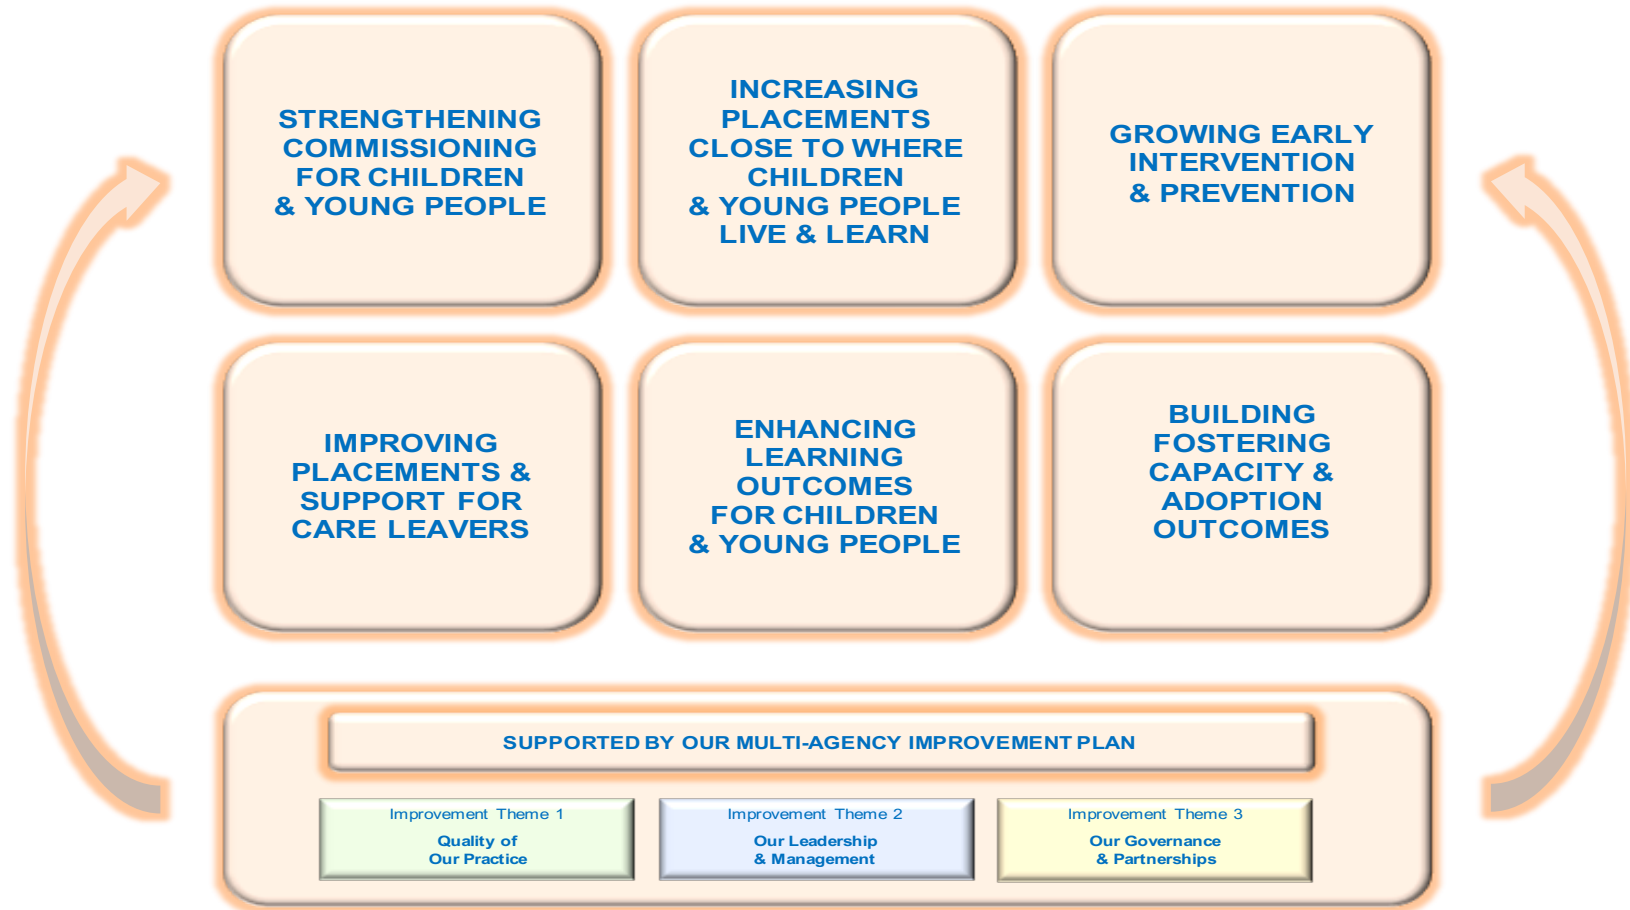 STRENGTHENING
COMMISSIONING
FOR CHILDREN
& YOUNG PEOPLE
INCREASING
PLACEMENTS
CLOSE TO WHERE
CHILDREN
& YOUNG PEOPLE
LIVE & LEARN
GROWING EARLY
INTERVENTION
& PREVENTION
IMPROVING
PLACEMENTS &
SUPPORT FOR
CARE LEAVERS
ENHANCING
LEARNING
OUTCOMES
FOR CHILDREN
& YOUNG PEOPLE
BUILDING
FOSTERING
CAPACITY &
ADOPTION
OUTCOMES
SUPPORTED BY OUR MULTI-AGENCY IMPROVEMENT PLAN
Improvement Theme 1
Quality of
Our Practice
Improvement Theme 2
Our Leadership
& Management
Improvement Theme 3
Our Governance
& Partnerships